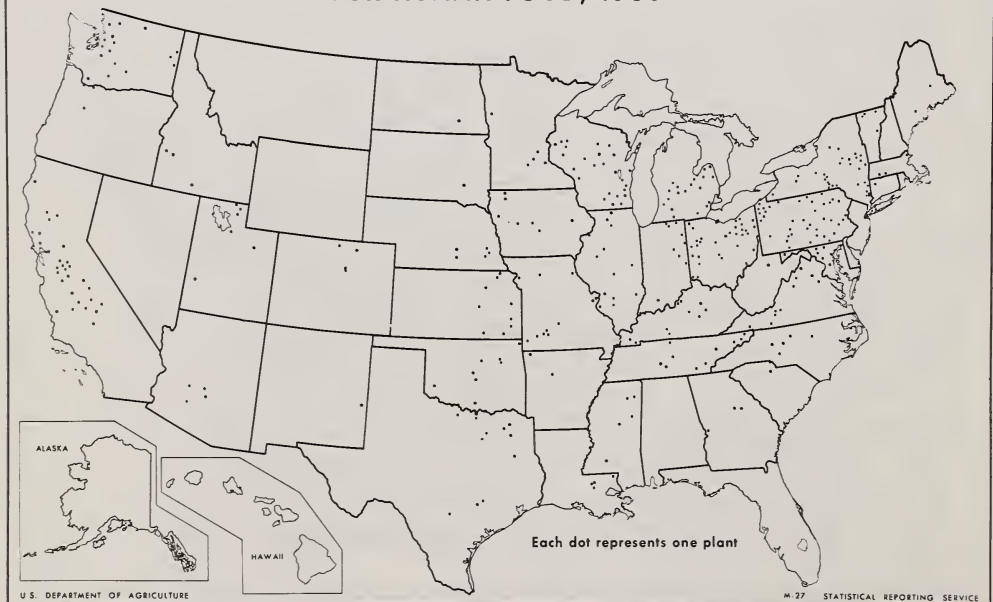 ALASKA
HAWAII
Each dot represents one plant
U.S. DEPARTMENT OF AGRICULTURE
M-27 STATISTICAL REPORTING SERVICE